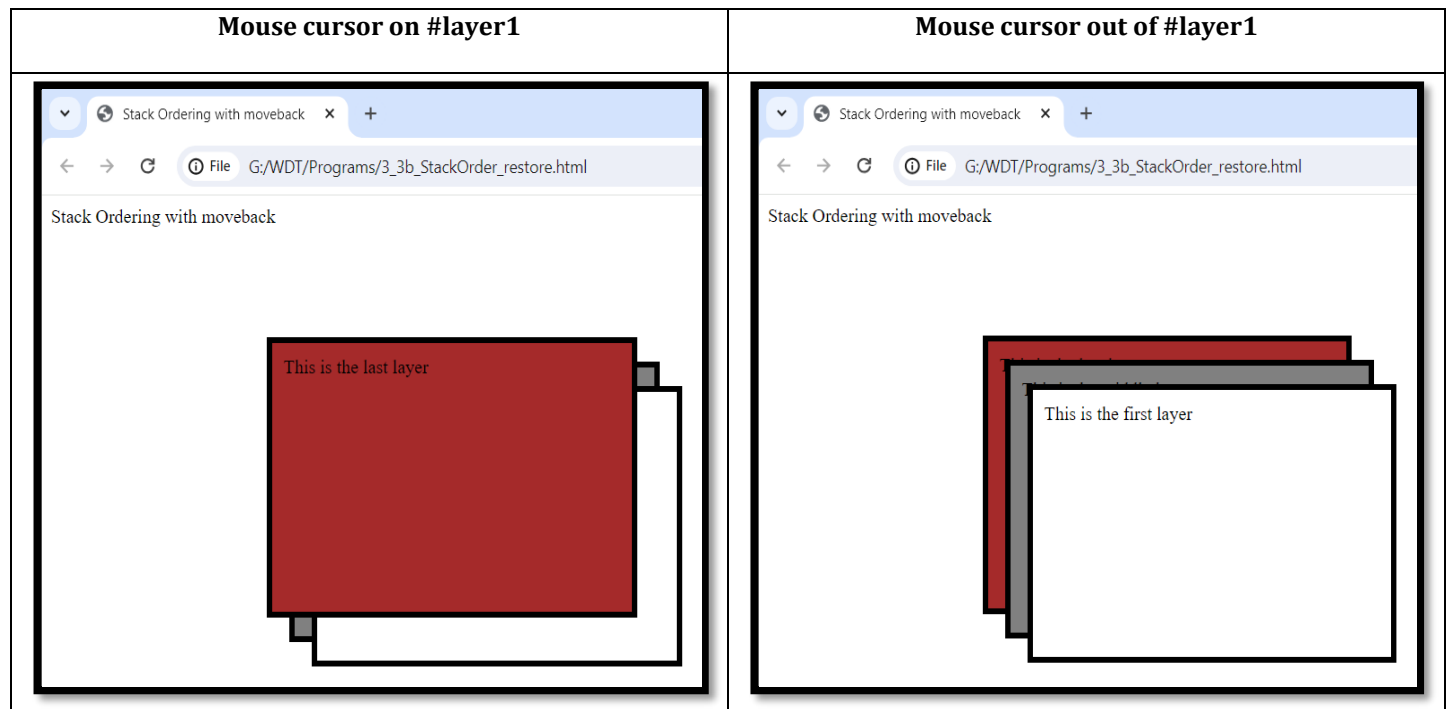 Mouse cursor on #layer1
Mouse cursor out of #layer1
Stack Ordering with moveback
File G:/WDT/Programs/3_3b_StackOrder_restore.html
Stack Ordering with moveback
This is the last layer
Stack Ordering with moveback
File G:/WDT/Programs/3_3b_StackOrder_restore.html
Stack Ordering with moveback
This is the first layer